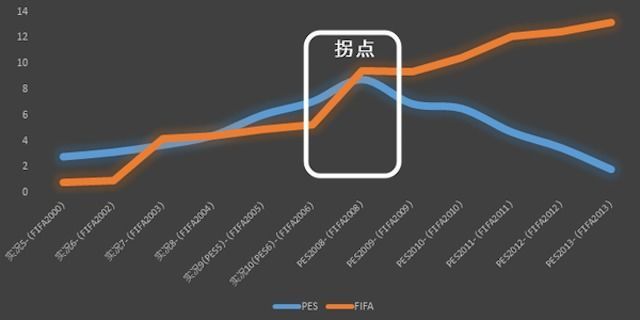 14
12
拐点
10
8
6
4
2
0
实况5-(FIFA2000)
实况6-(FIFA2002)
实况7-(FIFA2003)
实况8-(FIFA2004)
实况9(PES5)-(FIFA2005)
实况10(PES6)-(FIFA2006)
PES2008-(FIFA2008)
PES2009-(FIFA2009)
PES2010-(FIFA2010)
PES2011-(FIFA2011)
PES2012-(FIFA2012)
PES2013-(FIFA2013)
PES FIFA